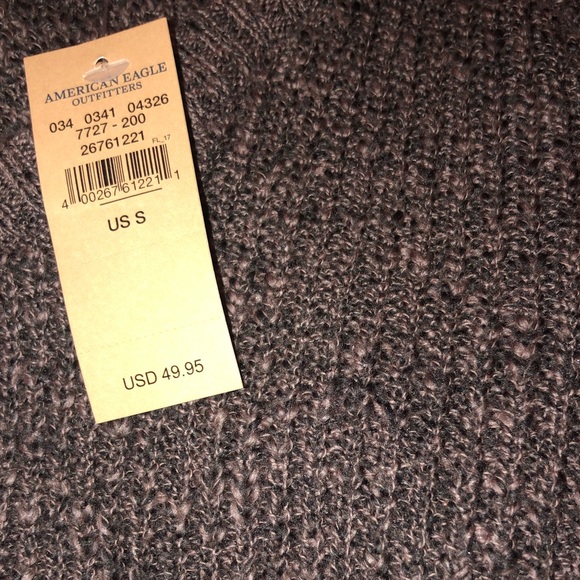 AMERICAN EAGLE
OUTFITTERS
034 0341 04326
7727 - 200
26761221 FL_17
4 00267 61221 1
US S
USD 49.95